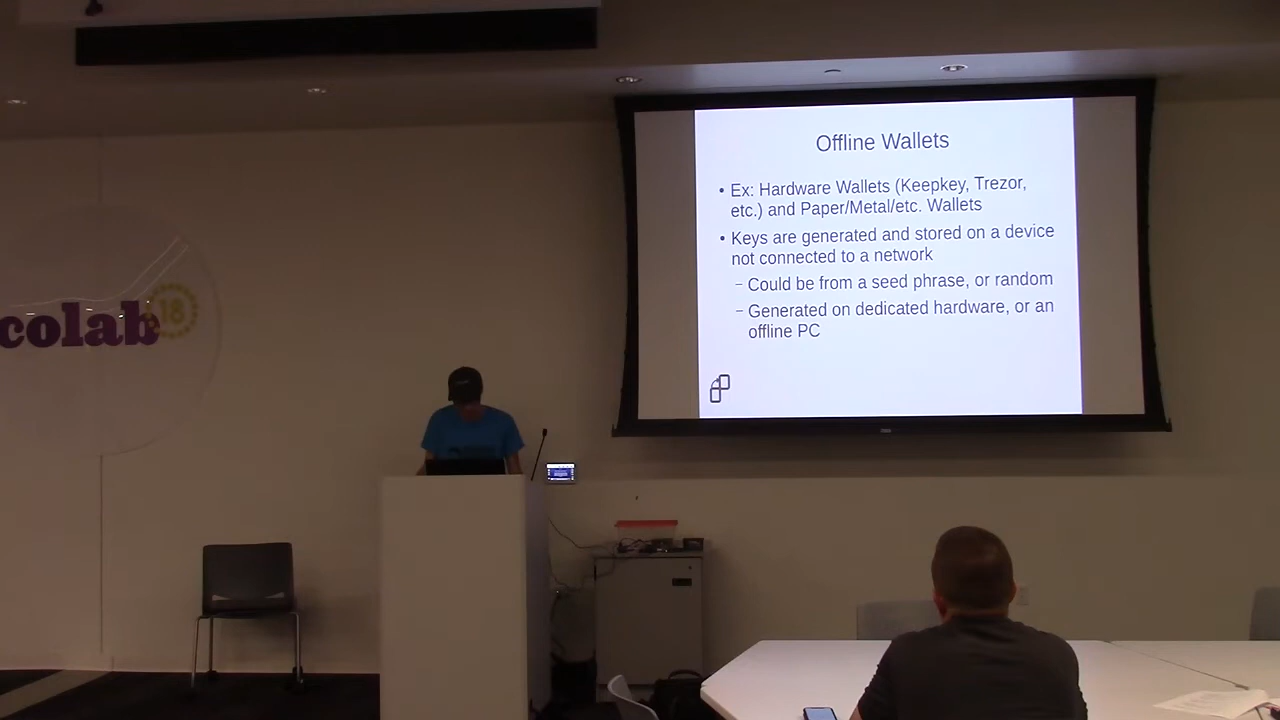 Offline Wallets
• Ex: Hardware Wallets (Keepkey, Trezor,
etc.) and Paper/Metal/etc. Wallets
• Keys are generated and stored on a device
not connected to a network
– Could be from a seed phrase, or random
– Generated on dedicated hardware, or an
offline PC
colab
18